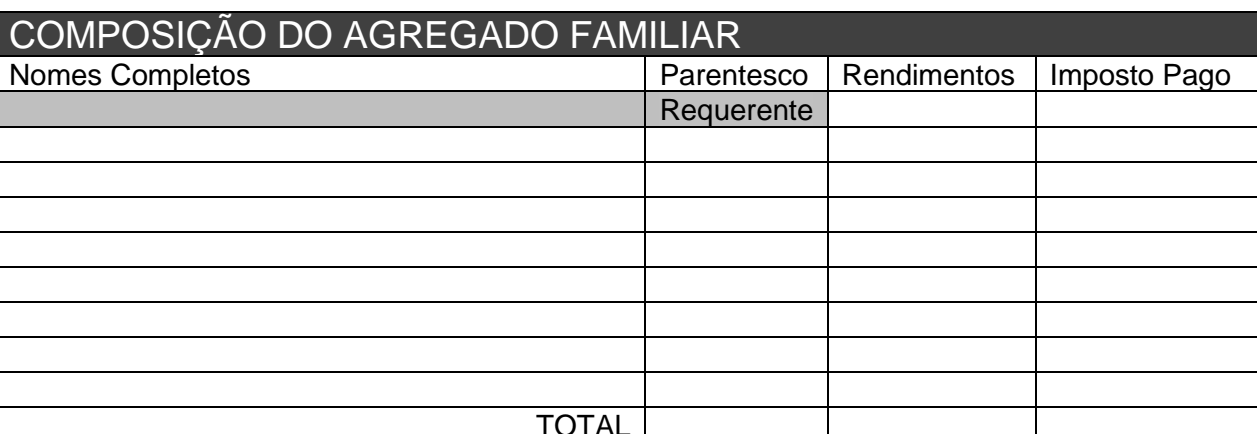 COMPOSIÇÃO DO AGREGADO FAMILIAR
Nomes Completos Parentesco Rendimentos Imposto Pago
Requerente
TOTAL